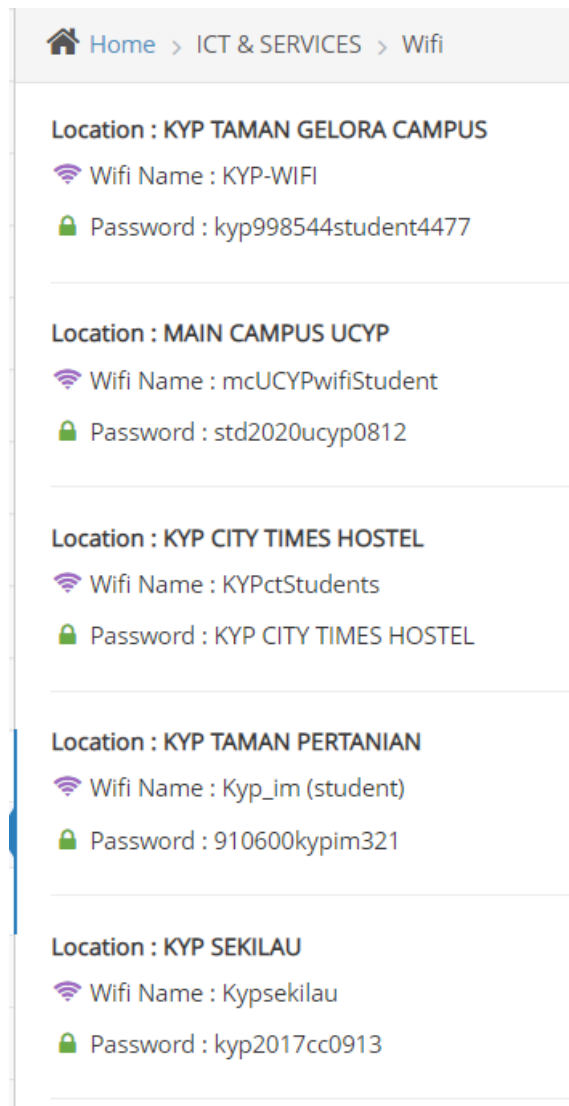 Home > ICT & SERVICES > Wifi
Location : KYP TAMAN GELORA CAMPUS
Wifi Name : KYP-WIFI
Password : kyp998544student4477
Location : MAIN CAMPUS UCYP
Wifi Name : mcUCYPwifiStudent
Password : std2020ucyp0812
Location : KYP CITY TIMES HOSTEL
Wifi Name : KYPctStudents
Password : KYP CITY TIMES HOSTEL
Location : KYP TAMAN PERTANIAN
Wifi Name : Kyp_im (student)
Password : 910600kypim321
Location : KYP SEKILAU
Wifi Name : Kypsekilau
Password : kyp2017cc0913